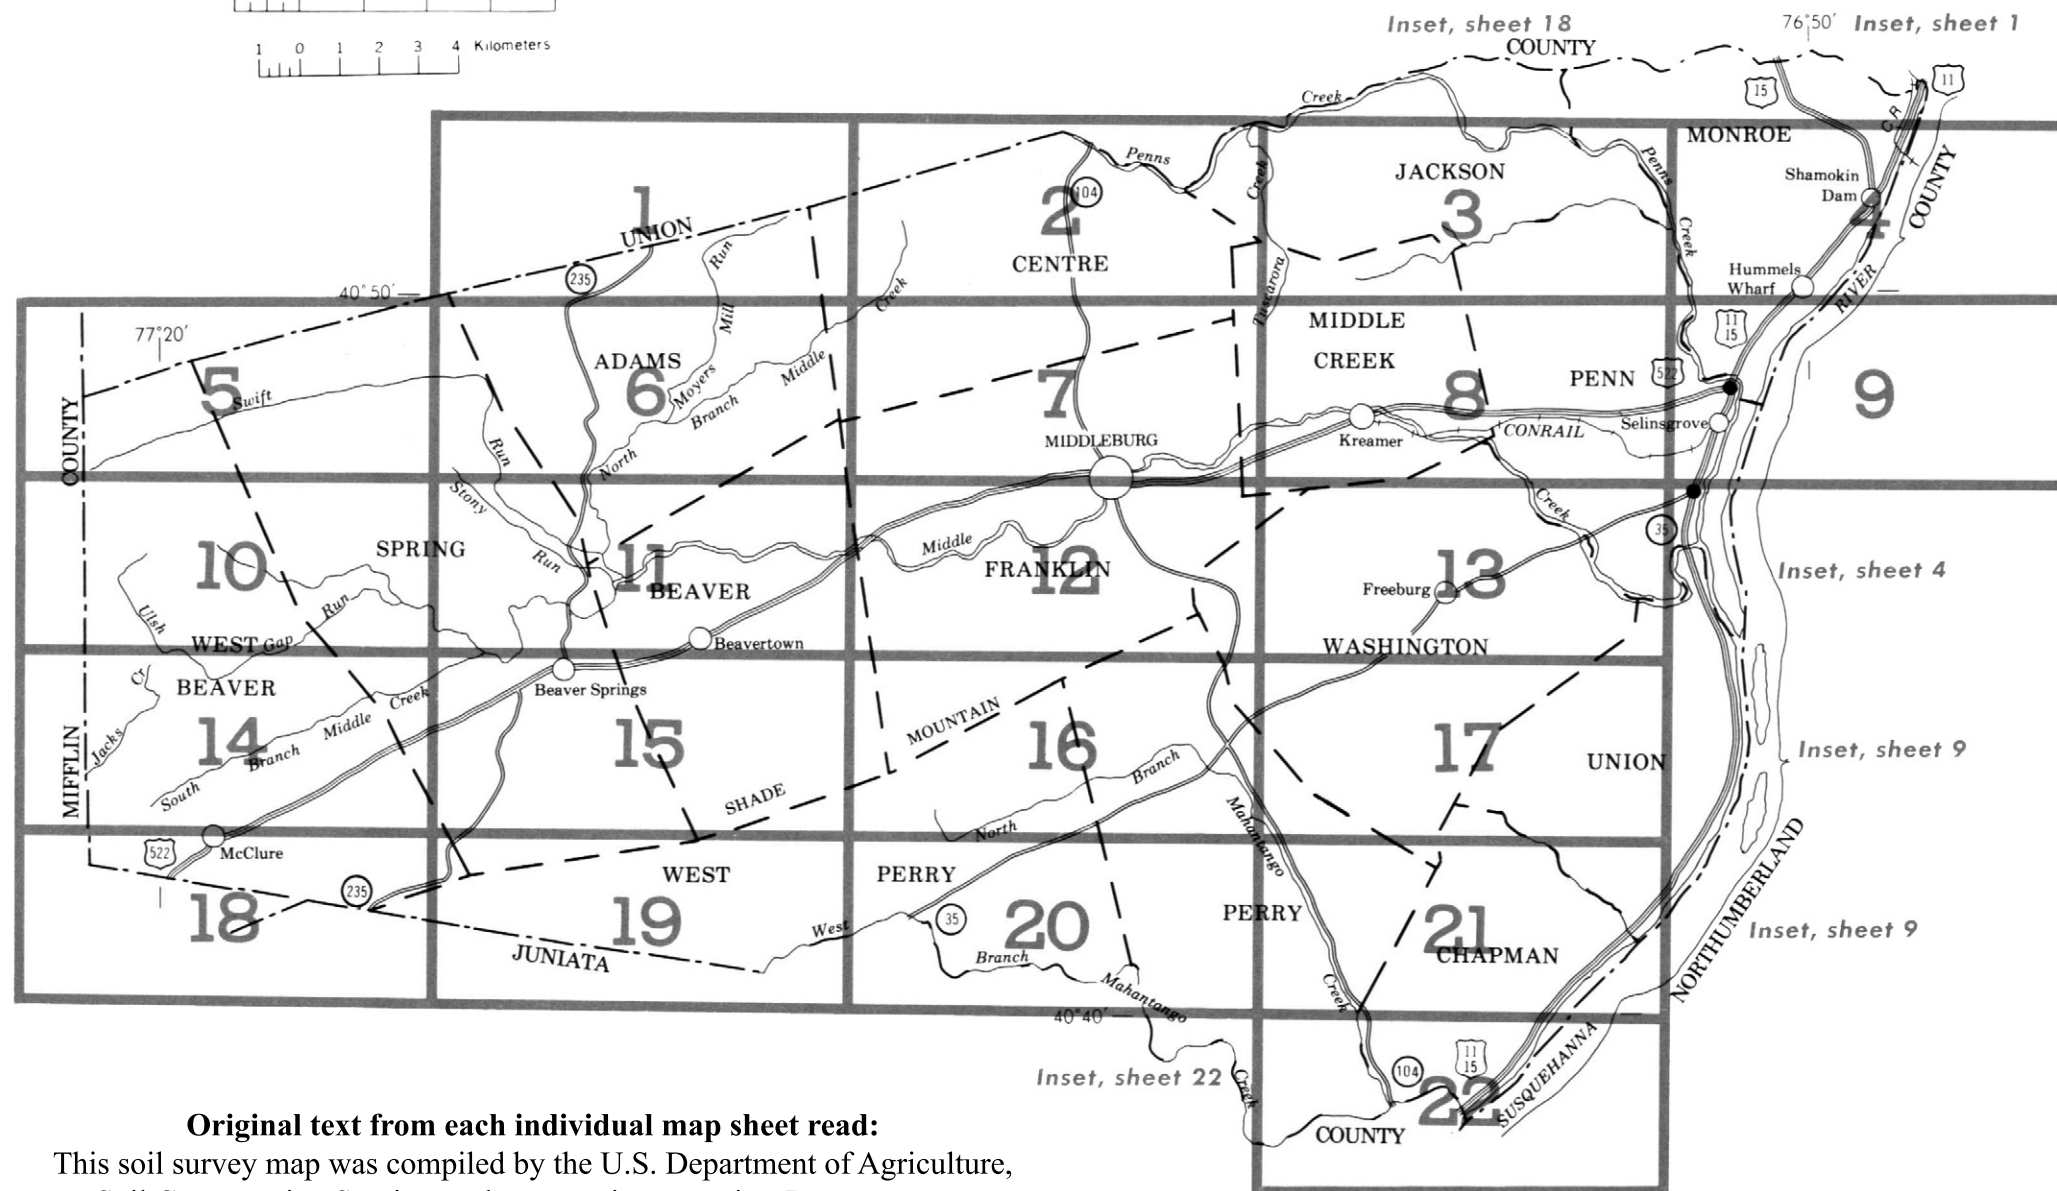 1 0 1 2 3 4 Kilometers
Inset, sheet 18
76°50'
Inset, sheet 1
COUNTY
15
11
Creek
C R
MONROE
Penns
JACKSON
Penns
Creek
Shamokin
Dam
COUNTY
1
2
104
3
4
UNION
Run
CENTRE
Creek
235
Hummels
Wharf
RIVER
40°50'
Creek
Tuscarora
77°20'
Mill
MIDDLE
CREEK
11
15
ADAMS
Middle
522
PENN
5
Swift
6
Moyers
Branch
7
8
9
COUNTY
MIDDLEBURG
Kreamer
CONRAIL
Selinsgrove
Run
North
Stony
Creek
35
SPRING
Run
Middle
10
11
12
13
FRANKLIN
BEAVER
Freeburg
Inset, sheet 4
Ulsh
Run
WEST
Gap
Beavertown
WASHINGTON
BEAVER
Cr
Beaver Springs
Creek
Middle
MOUNTAIN
14
Branch
15
16
17
UNION
Inset, sheet 9
Jacks
South
SHADE
Branch
MIFFLIN
North
Mahantango
522
McClure
WEST
PERRY
235
35
PERRY
NORTHUMBERLAND
18
19
20
21
West
Inset, sheet 9
JUNIATA
Branch
CHAPMAN
Mahantango
Creek
40°40'
Inset, sheet 22
Creek
104
11
15
22
SUSQUEHANNA
COUNTY
Original text from each individual map sheet read:
This soil survey map was compiled by the U.S. Department of Agriculture,